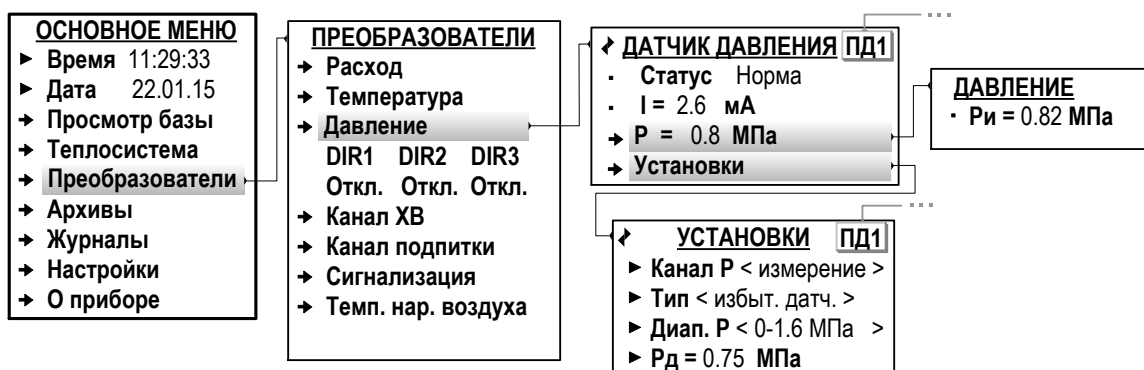 ОСНОВНОЕ МЕНЮ
Время 11:29:33
Дата 22.01.15
Просмотр базы
Теплосистема
Преобразователи
Архивы
Журналы
Настройки
О приборе
ПРЕОБРАЗОВАТЕЛИ
Расход
Температура
Давление
DIR1 DIR2 DIR3
Откл. Откл. Откл.
Канал ХВ
Канал подпитки
Сигнализация
Темп. нар. воздуха
ДАТЧИК ДАВЛЕНИЯ ПД1
Статус Норма
I = 2.6 мА
P = 0.8 МПа
Установки
ДАВЛЕНИЕ
Ри = 0.82 МПа
УСТАНОВКИ ПД1
Канал Р < измерение >
Тип < избыт. датч. >
Диап. Р < 0-1.6 МПа >
Рд = 0.75 МПа